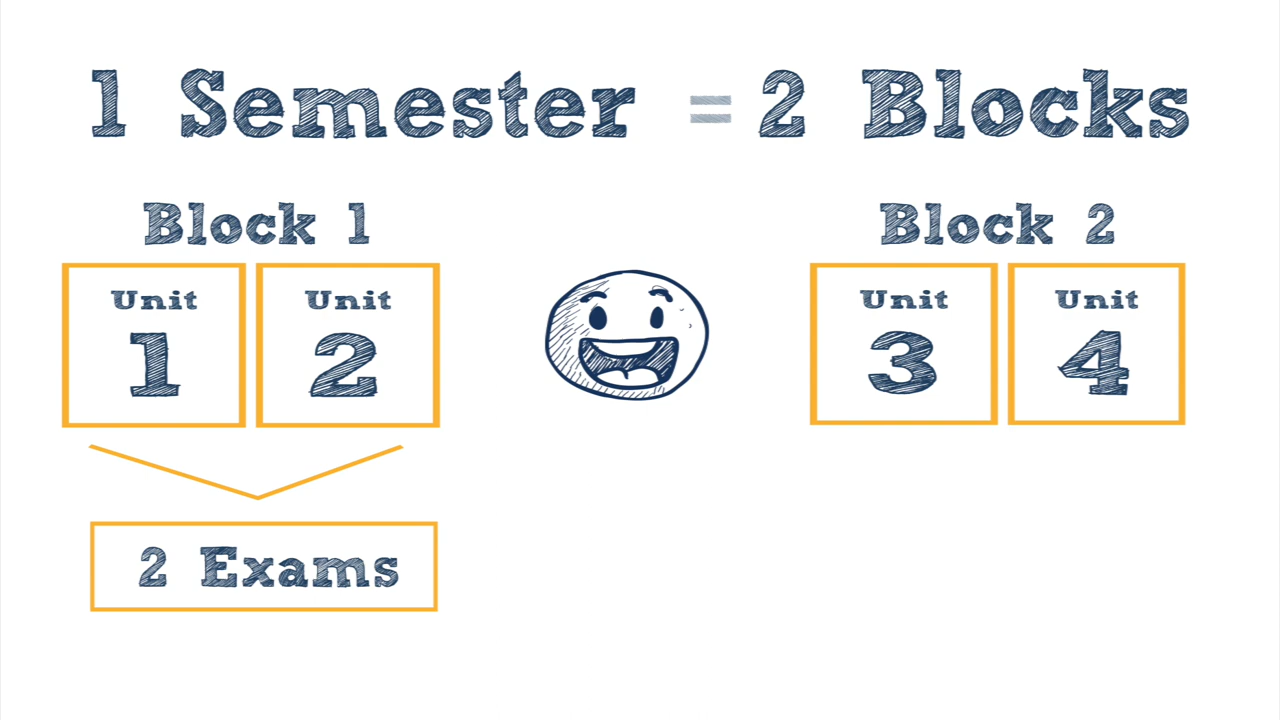 1 Semester = 2 Blocks
Block 1
Unit 1
Unit 2
2 Exams
Block 2
Unit 3
Unit 4